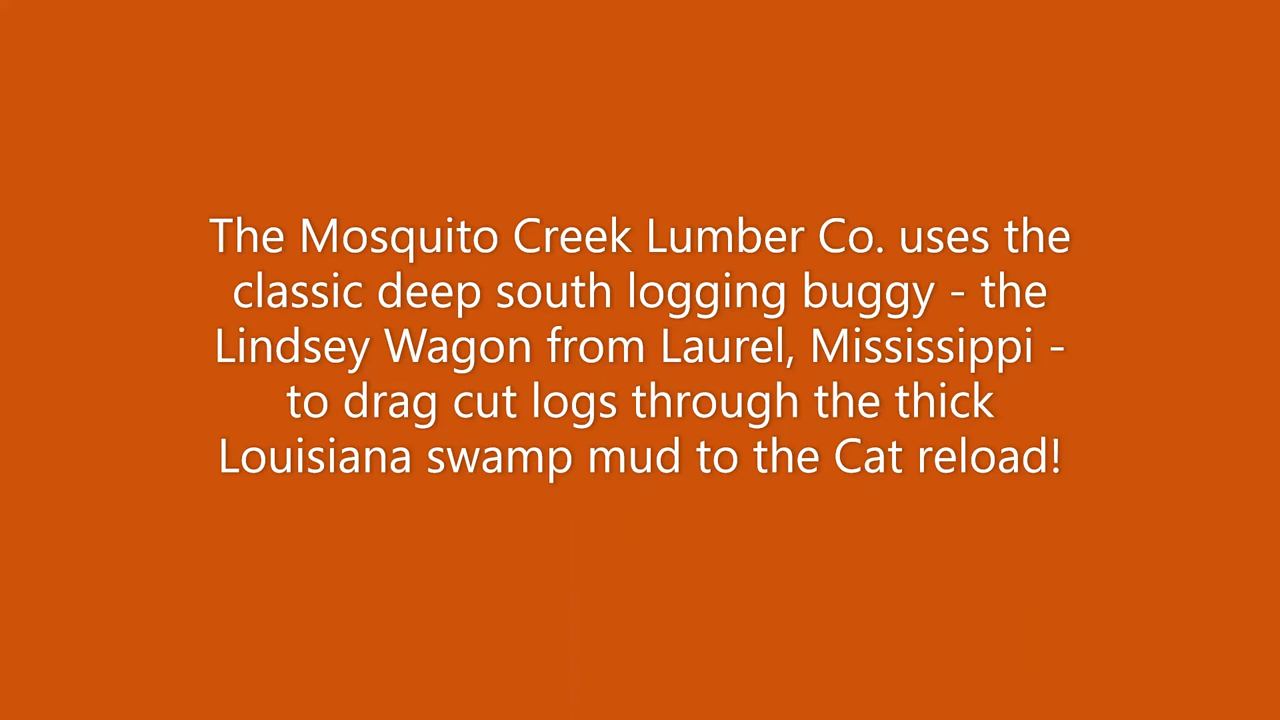 The Mosquito Creek Lumber Co. uses the
classic deep south logging buggy - the
Lindsey Wagon from Laurel, Mississippi -
to drag cut logs through the thick
Louisiana swamp mud to the Cat reload!